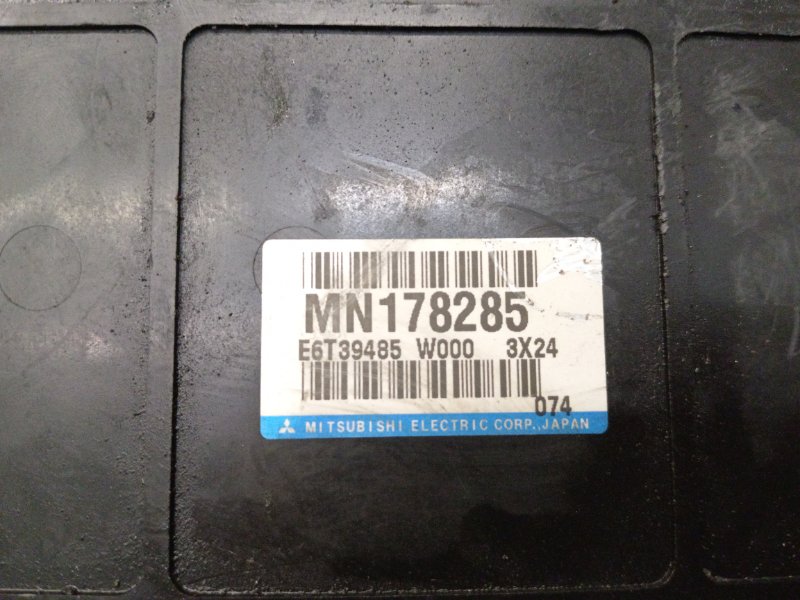 MN178285
E6T39485 W000 3X24
074
MITSUBISHI ELECTRIC CORP.,JAPAN